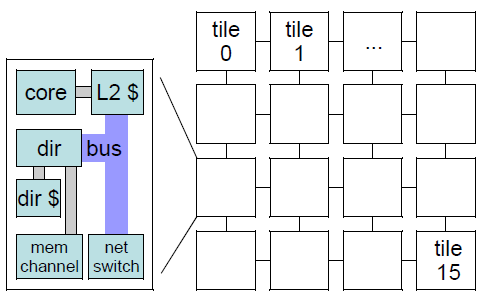 tile
0
tile
1
...
core
L2 $
dir
bus
dir $
mem
channel
net
switch
tile
15